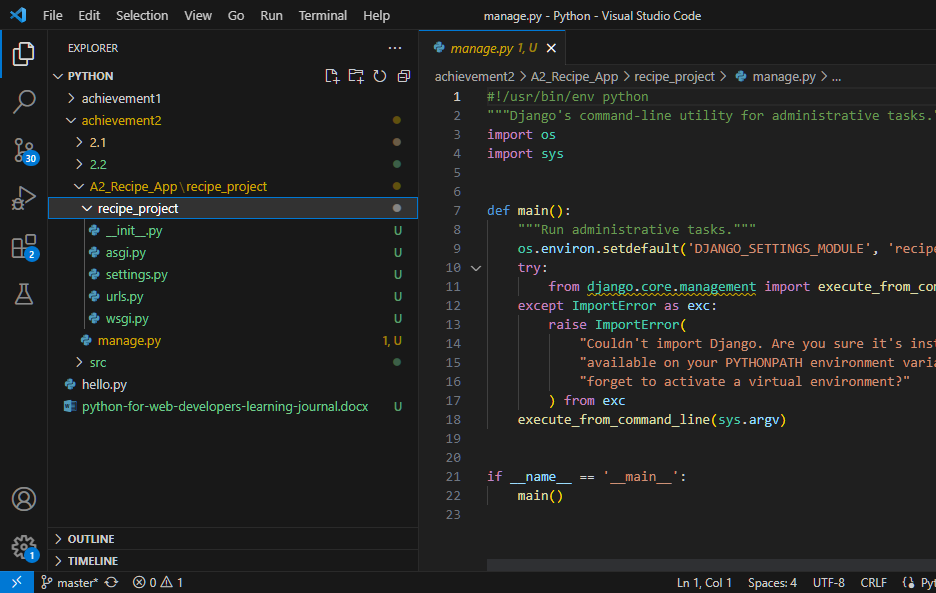 File Edit Selection View Go Run Terminal Help manage.py - Python - Visual Studio Code
EXPLORER
PYTHON
achievement1
achievement2
2.1
2.2
A2_Recipe_App\recipe_project
recipe_project
__init__.py U
asgi.py U
settings.py U
urls.py U
wsgi.py U
manage.py 1, U
src
hello.py
python-for-web-developers-learning-journal.docx U
OUTLINE
TIMELINE
30
2
1
manage.py 1, U
achievement2 > A2_Recipe_App > recipe_project > manage.py > ...
1 #!/usr/bin/env python
2 """Django's command-line utility for administrative tasks."
3 import os
4 import sys
5
6
7 def main():
8 """Run administrative tasks."""
9 os.environ.setdefault('DJANGO_SETTINGS_MODULE', 'recipe
10 try:
11 from django.core.management import execute_from_com
12 except ImportError as exc:
13 raise ImportError(
14 "Couldn't import Django. Are you sure it's inst
15 "available on your PYTHONPATH environment varia
16 "forget to activate a virtual environment?"
17 ) from exc
18 execute_from_command_line(sys.argv)
19
20
21 if __name__ == '__main__':
22 main()
23
master* 0 1 Ln 1, Col 1 Spaces: 4 UTF-8 CRLF Pyt